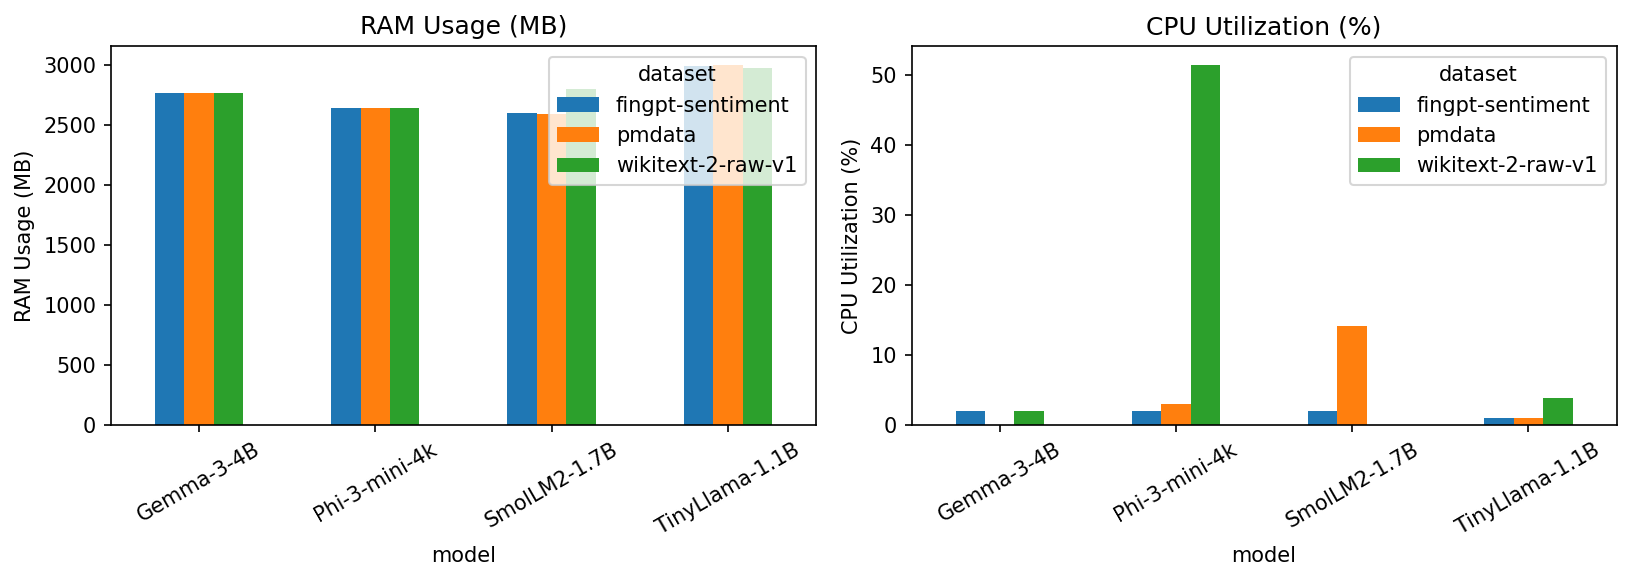 RAM Usage (MB)
RAM Usage (MB)
3000
2500
2000
1500
1000
500
0
dataset
fingpt-sentiment
pmdata
wikitext-2-raw-v1
Gemma-3-4B
Phi-3-mini-4k
SmolLM2-1.7B
TinyLlama-1.1B
model
CPU Utilization (%)
CPU Utilization (%)
50
40
30
20
10
0
dataset
fingpt-sentiment
pmdata
wikitext-2-raw-v1
Gemma-3-4B
Phi-3-mini-4k
SmolLM2-1.7B
TinyLlama-1.1B
model